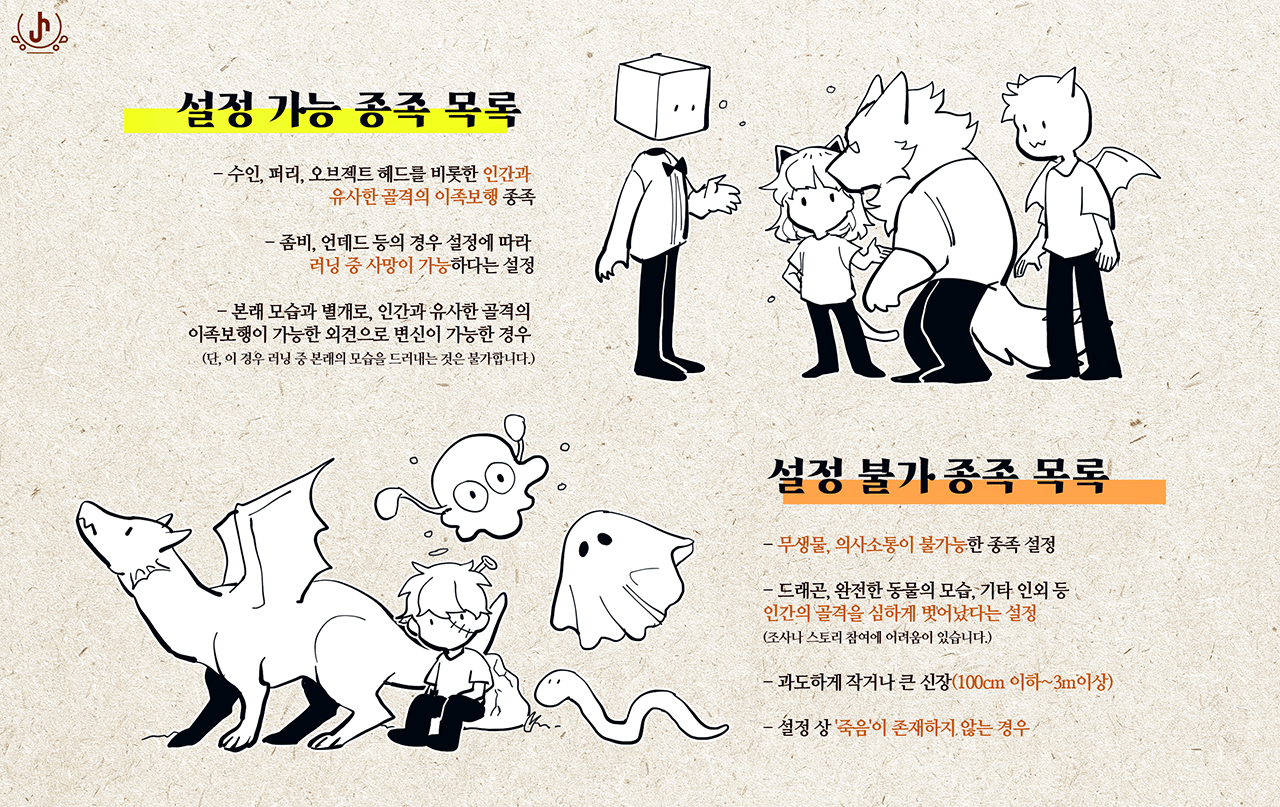 설정 가능 종족 목록
- 수인, 퍼리, 오브젝트 헤드를 비롯한 인간과
유사한 골격의 이족보행 종족
- 좀비, 언데드 등의 경우 설정에 따라
러닝 중 사망이 가능하다는 설정
- 본래 모습과 별개로, 인간과 유사한 골격의
이족보행이 가능한 외견으로 변신이 가능한 경우
(단, 이 경우 러닝 중 본래의 모습을 드러내는 것은 불가합니다.)
설정 불가 종족 목록
- 무생물, 의사소통이 불가능한 종족 설정
- 드래곤, 완전한 동물의 모습, 기타 인외 등
인간의 골격을 심하게 벗어났다는 설정
(조사나 스토리 참여에 어려움이 있습니다.)
- 과도하게 작거나 큰 신장(100cm 이하~3m이상)
- 설정 상 '죽음'이 존재하지 않는 경우